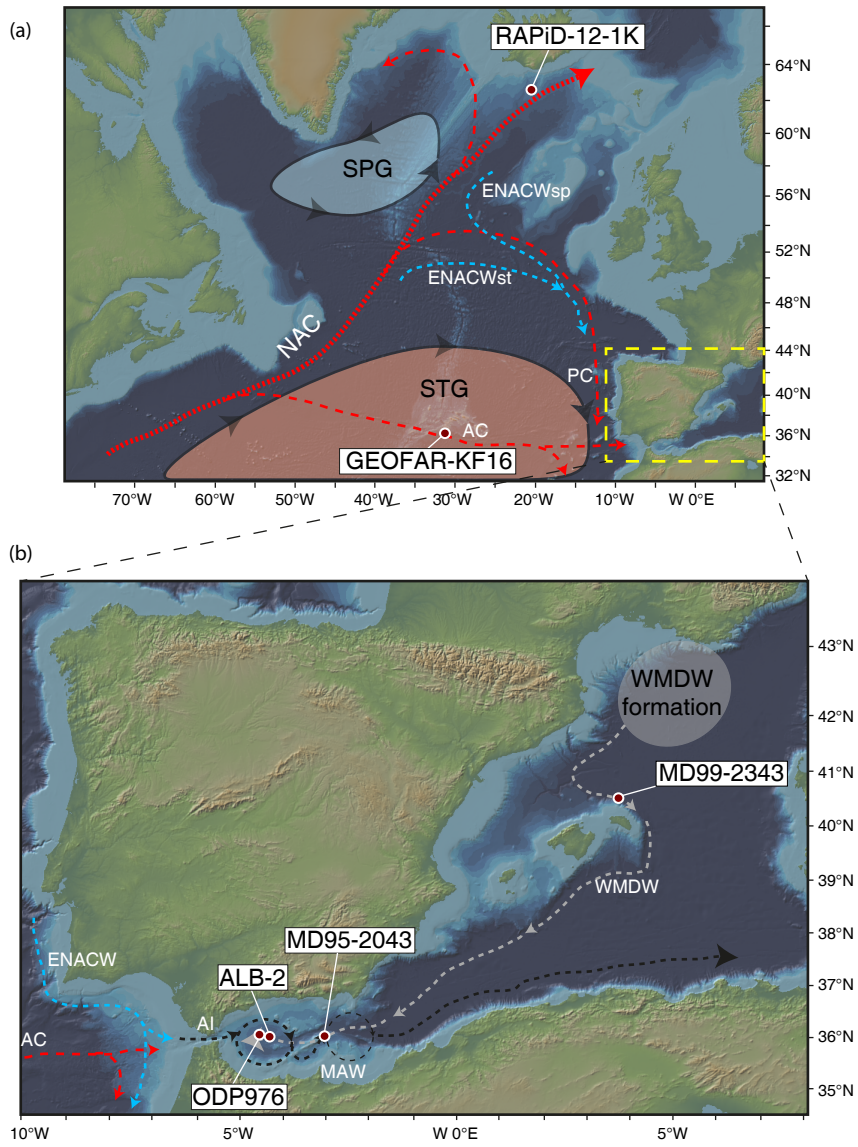 (a)
RAPiD-12-1K
64°N
60°N
SPG
ENACWsp
56°N
52°N
ENACWst
48°N
NAC
44°N
STG
PC
40°N
AC
36°N
GEOFAR-KF16
32°N
70°W 60°W 50°W 40°W 30°W 20°W 10°W W 0°E
(b)
43°N
WMDW
formation
42°N
MD99-2343
41°N
40°N
WMDW
39°N
MD95-2043
38°N
ENACW
ALB-2
37°N
AI
AC
36°N
MAW
ODP976
35°N
10°W 5°W W 0°E 5°W